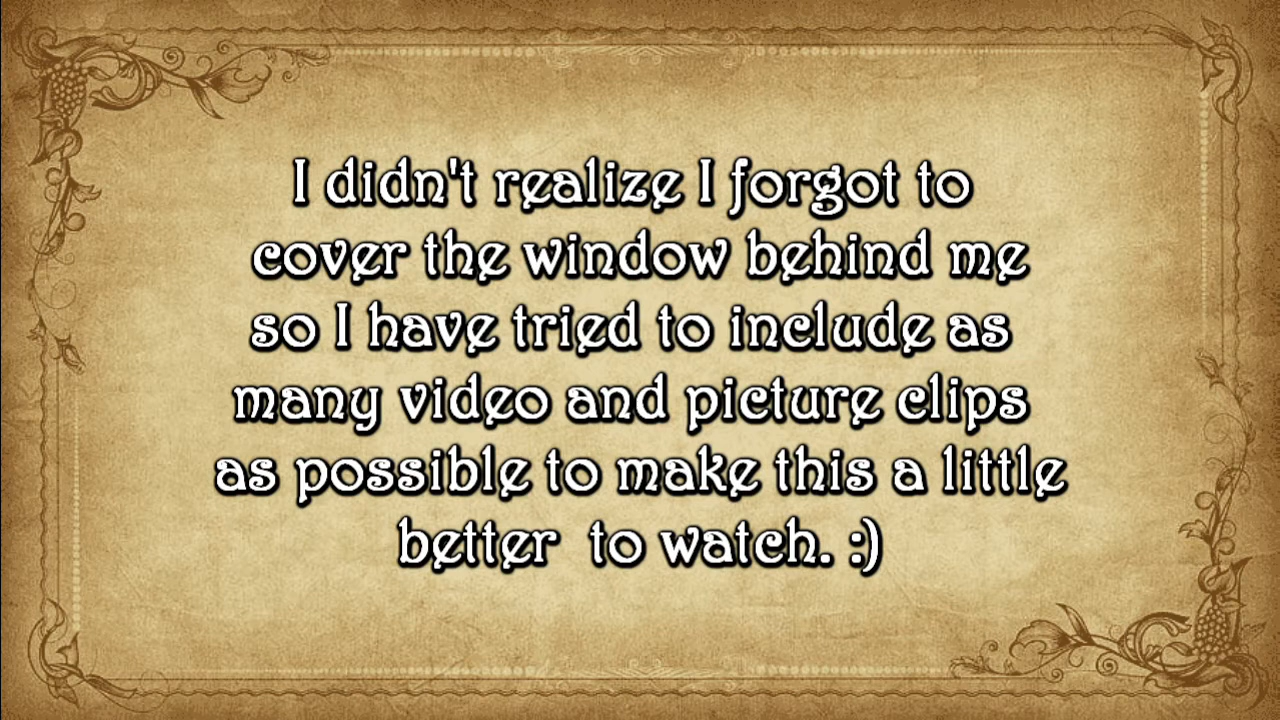 I didn't realize I forgot to
cover the window behind me
so I have tried to include as
many video and picture clips
as possible to make this a little
better  to watch. :)